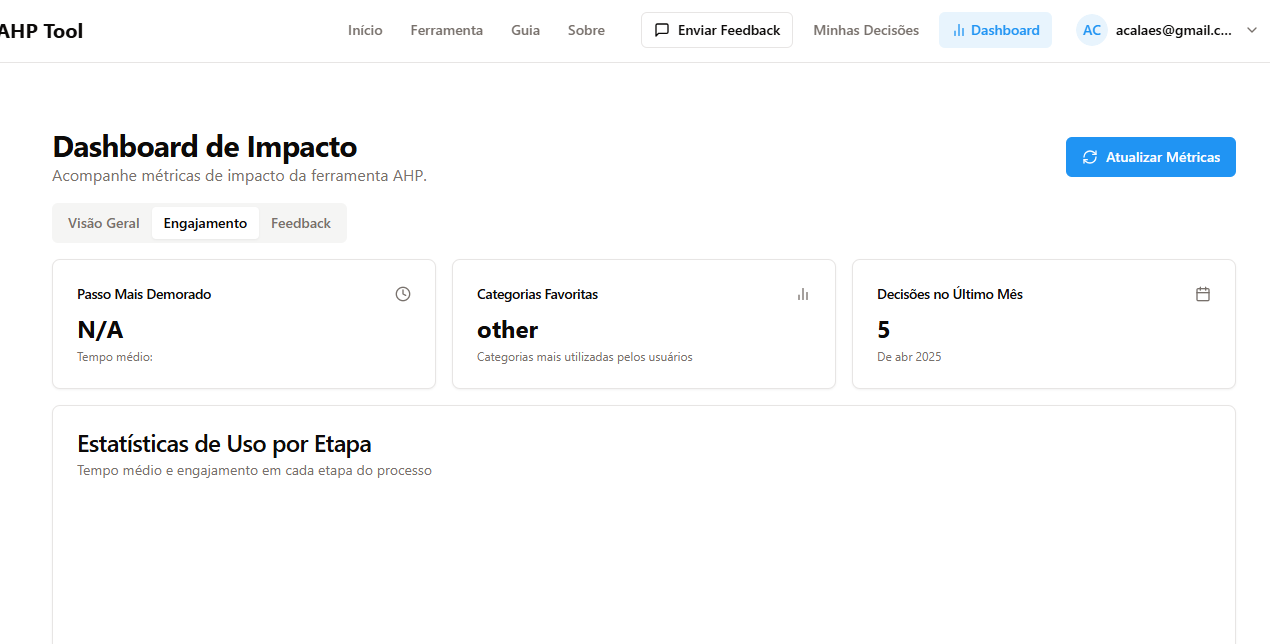 AHP Tool
Início Ferramenta Guia Sobre Enviar Feedback Minhas Decisões Dashboard AC acalaes@gmail.c...
Dashboard de Impacto
Acompanhe métricas de impacto da ferramenta AHP.
Atualizar Métricas
Visão Geral Engajamento Feedback
Passo Mais Demorado
N/A
Tempo médio:
Categorias Favoritas
other
Categorias mais utilizadas pelos usuários
Decisões no Último Mês
5
De abr 2025
Estatísticas de Uso por Etapa
Tempo médio e engajamento em cada etapa do processo